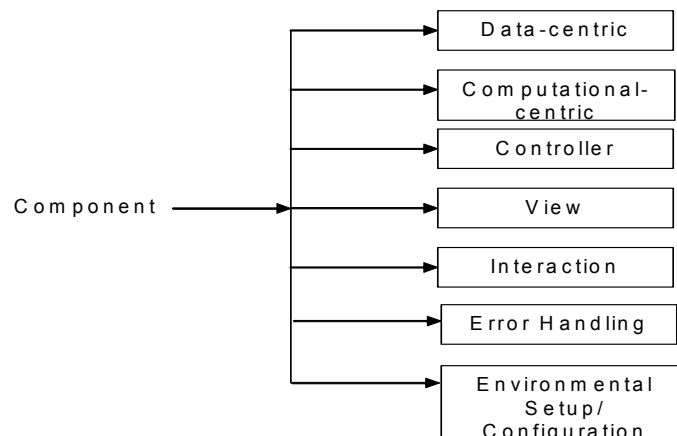 Data-centric
Computational-
centric
Controller
Component
View
Interaction
Error Handling
Environmental
Setup/
Configuration